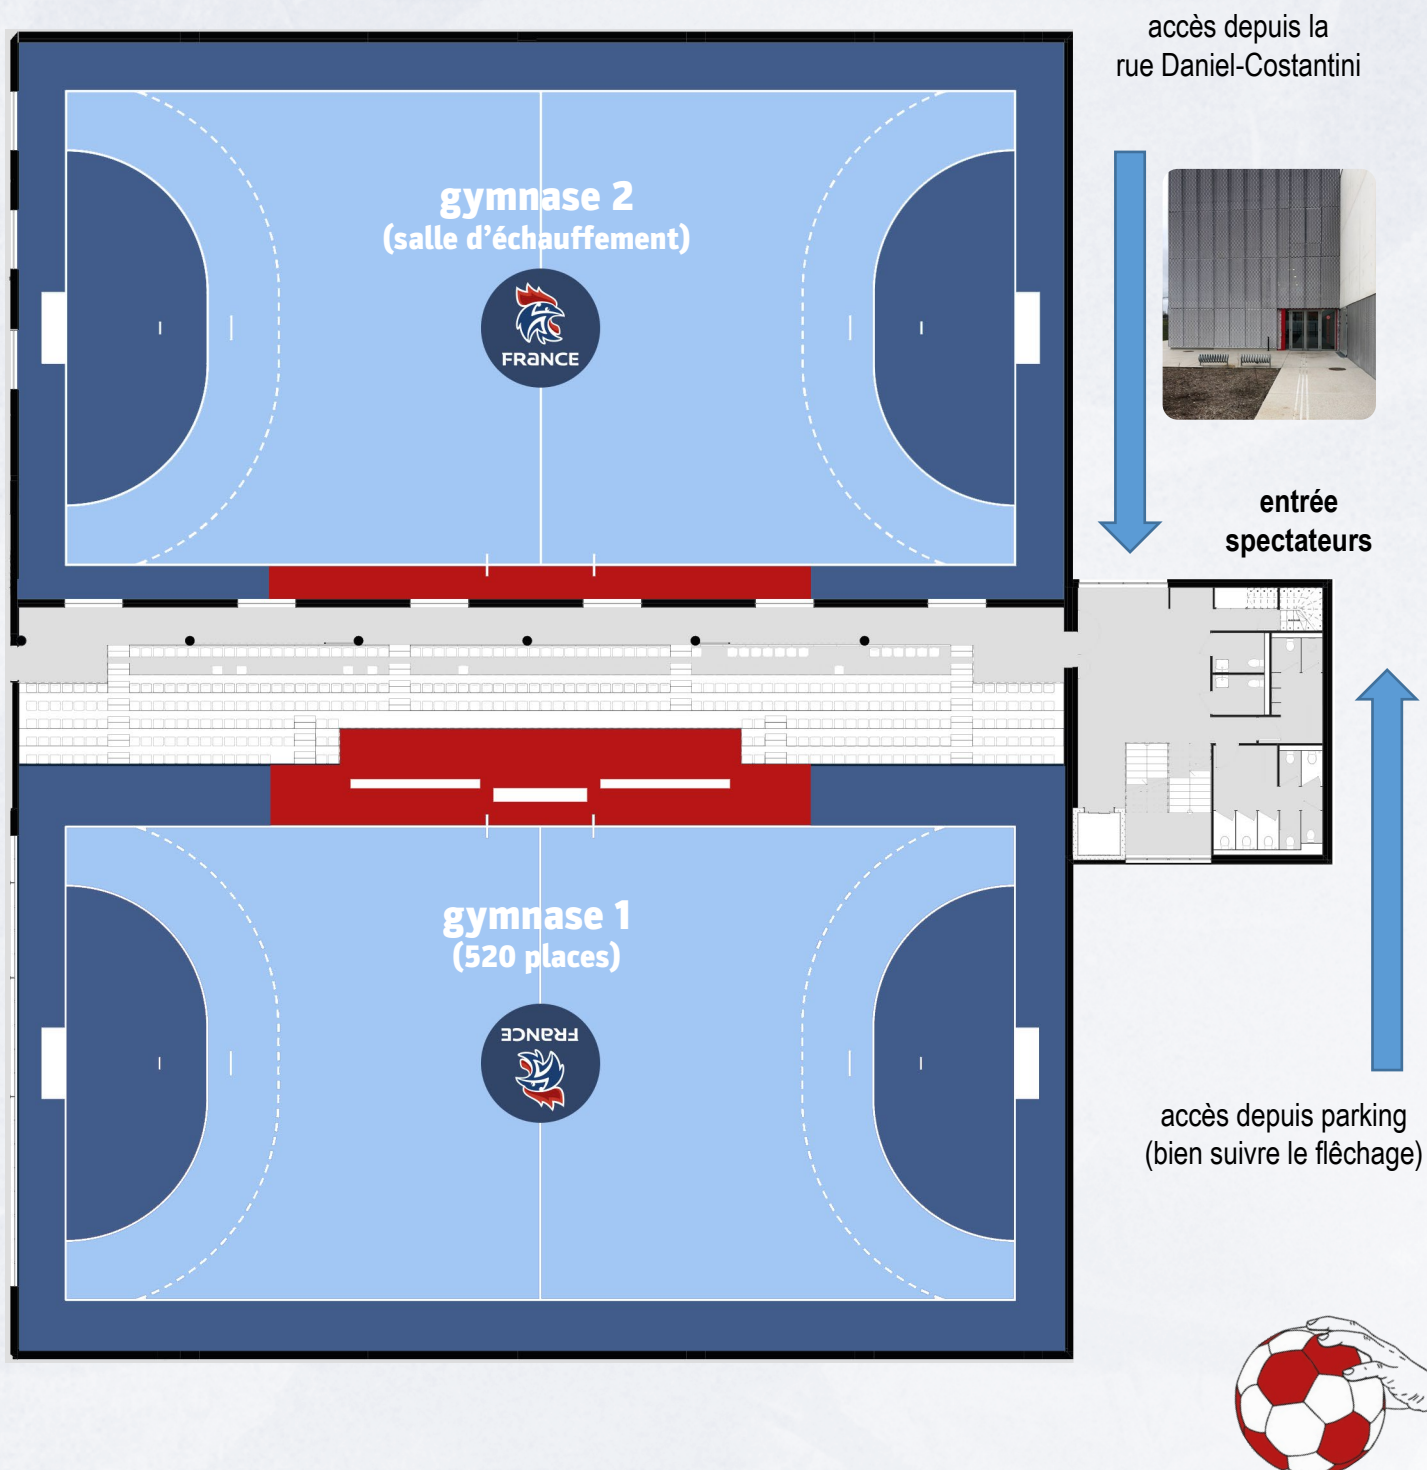 accès depuis la
rue Daniel-Costantini
gymnase 2
(salle d'échauffement)
FRANCE
entrée
spectateurs
gymnase 1
(520 places)
FRANCE
accès depuis parking
(bien suivre le flêchage)